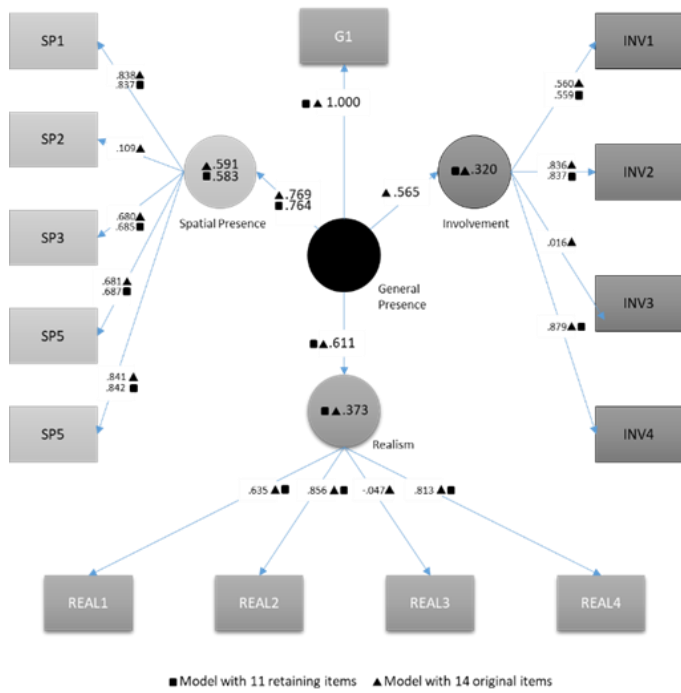 SP1
G1
INV1
.838▲
.837■
■ ▲ 1.000
.560▲
.559■
SP2
.109▲
▲.591
■.583
Spatial Presence
▲.769
■.764
▲.565
■▲.320
Involvement
.836▲
.837■
INV2
SP3
.680▲
.685■
.016▲
General
Presence
.681▲
.687■
SP5
INV3
■▲.611
.879▲■
.841 ▲
.842 ■
SP5
■ ▲.373
Realism
INV4
.635 ▲■
.856 ▲■
-.047▲
.813 ▲■
REAL1
REAL2
REAL3
REAL4
■ Model with 11 retaining items ▲ Model with 14 original items